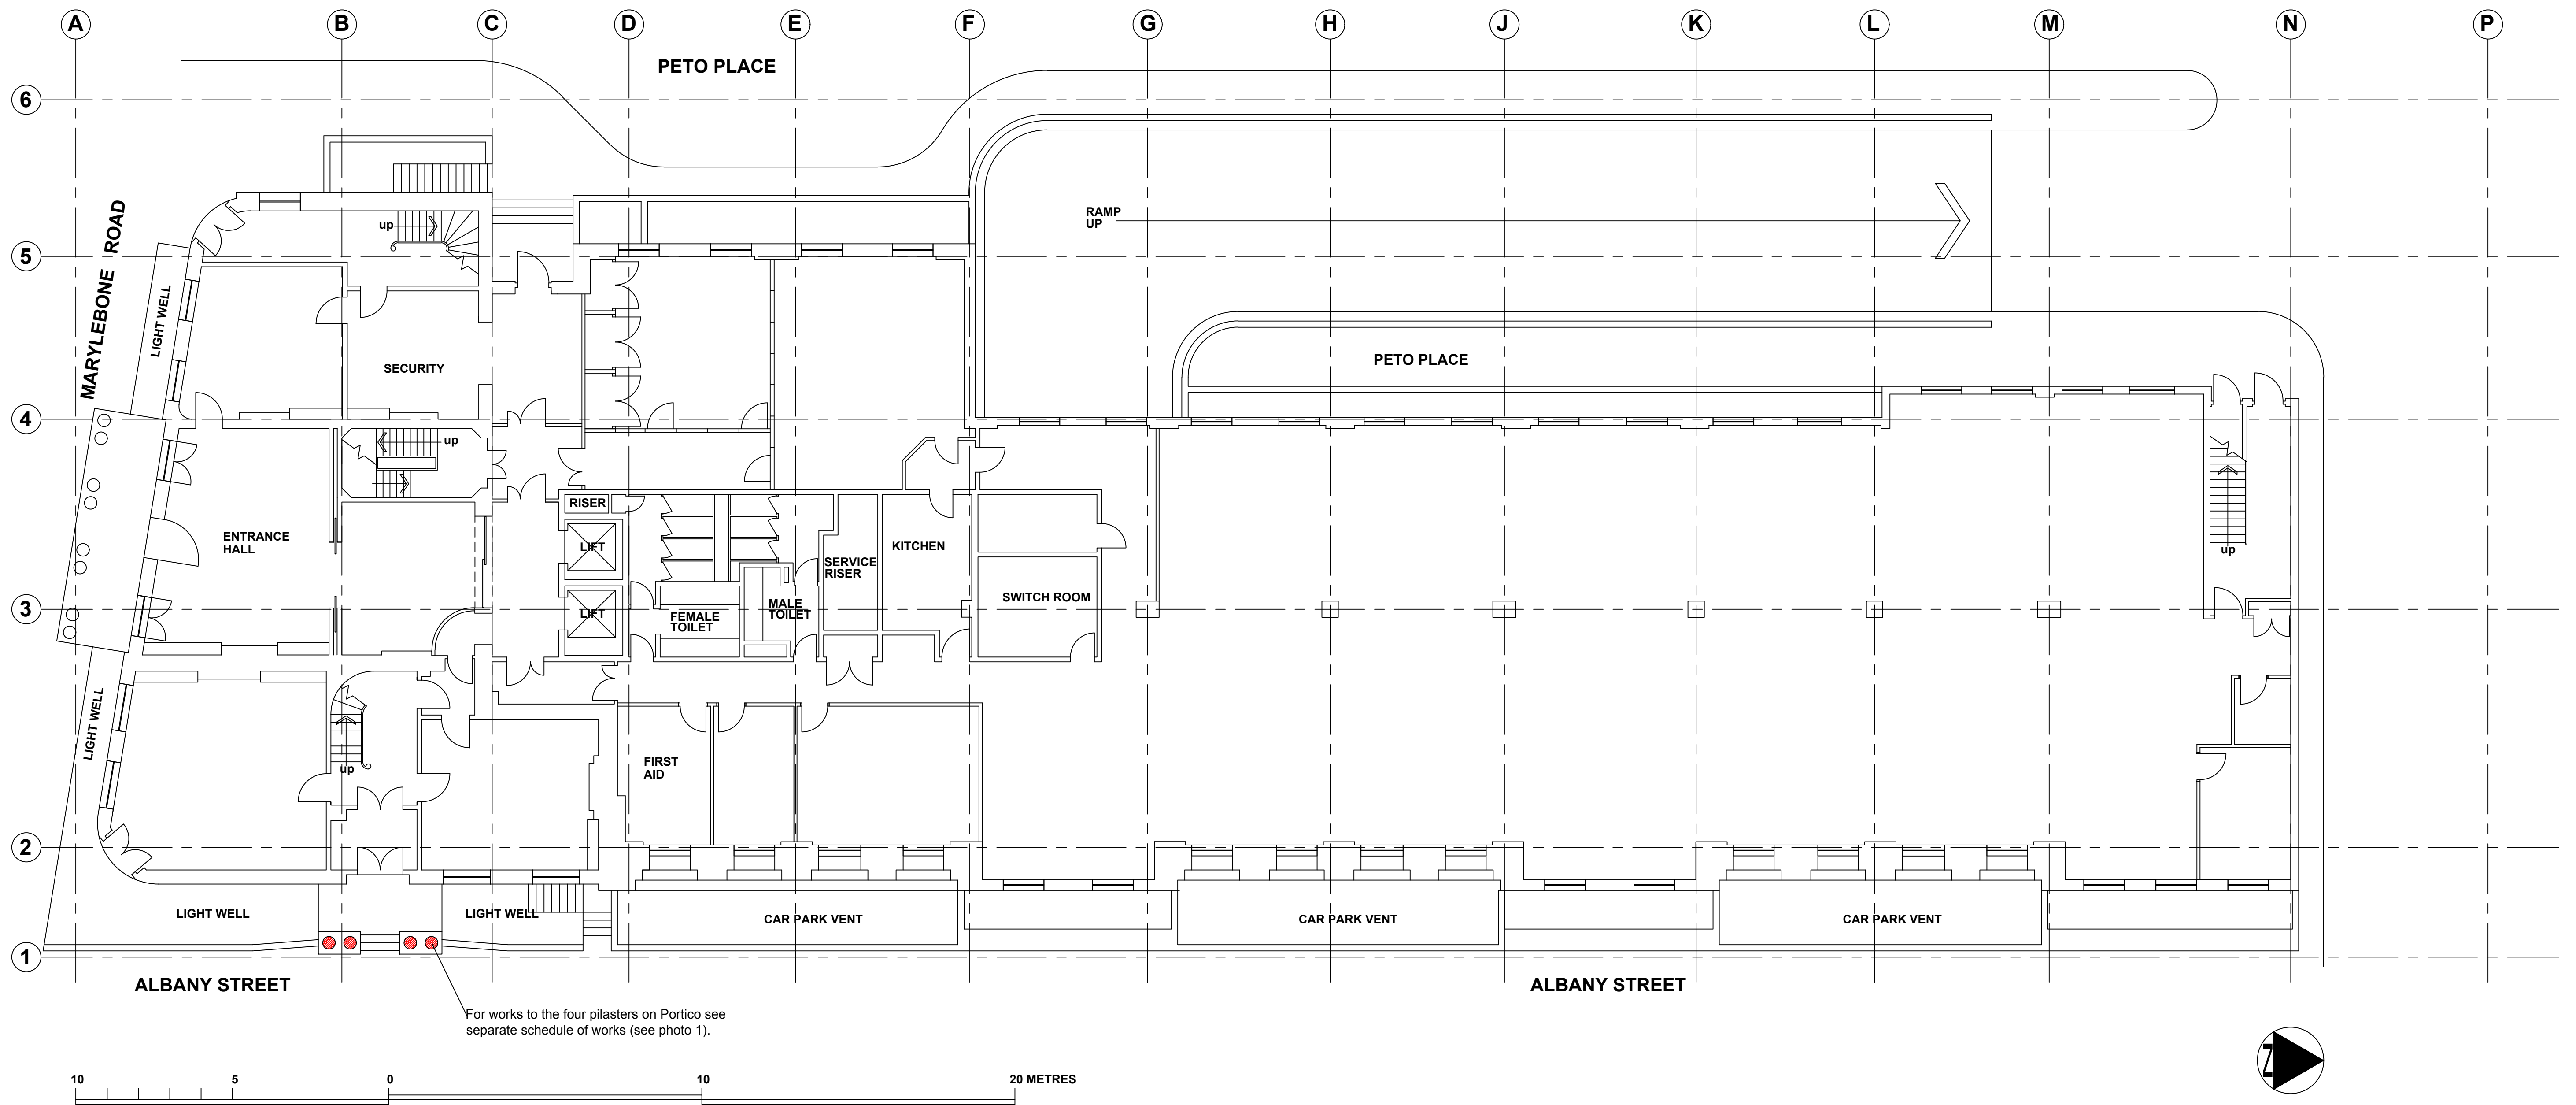 A B C D E F G H J K L M N P
PETO PLACE
6
MARYLEBONE ROAD
up
RAMP
UP
5
LIGHT WELL
SECURITY
PETO PLACE
4
up
RISER
ENTRANCE
HALL
LIFT
KITCHEN
SERVICE
RISER
up
SWITCH ROOM
3
LIFT
FEMALE
TOILET
MALE
TOILET
LIGHT WELL
up
FIRST
AID
2
LIGHT WELL
LIGHT WELL
CAR PARK VENT
CAR PARK VENT
CAR PARK VENT
1
ALBANY STREET
ALBANY STREET
For works to the four pilasters on Portico see
separate schedule of works (see photo 1).
10 5 0 10 20 METRES
N